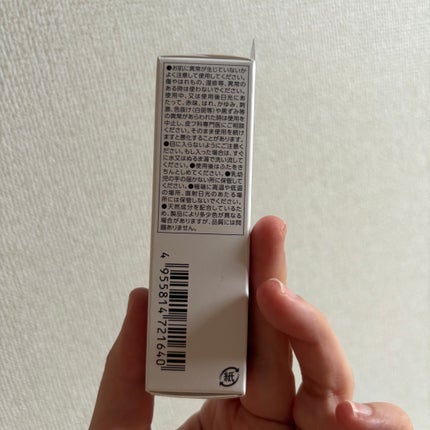 ●お肌に異常が生じていないか
よく注意して使用してください。
傷やはれもの、湿疹等、異常の
ある時は使わないでください。
使用中、又は使用後日光にあ
たって、赤味、はれ、かゆみ、刺
激、色抜け(白斑等)や黒ずみ等
の異常があらわれた時は使用を
中止し、皮フ科専門医にご相談
ください。そのまま使用を続け
ますと悪化することがあります。
●目に入らないようにご注意く
ださい。もし入った場合は、すぐ
に水又はぬるま湯で洗い流して
ください。●使用後はふたをき
ちんとしめてください。●乳幼
児の手の届かない所に保管して
ください。●極端に高温や低温
の場所、直射日光のあたる場
所には保管しないでください。
●天然成分を配合しているた
め、製品により多少色が異なる
場合がありますが、品質には問
題ありません。
4 955814 721640
紙